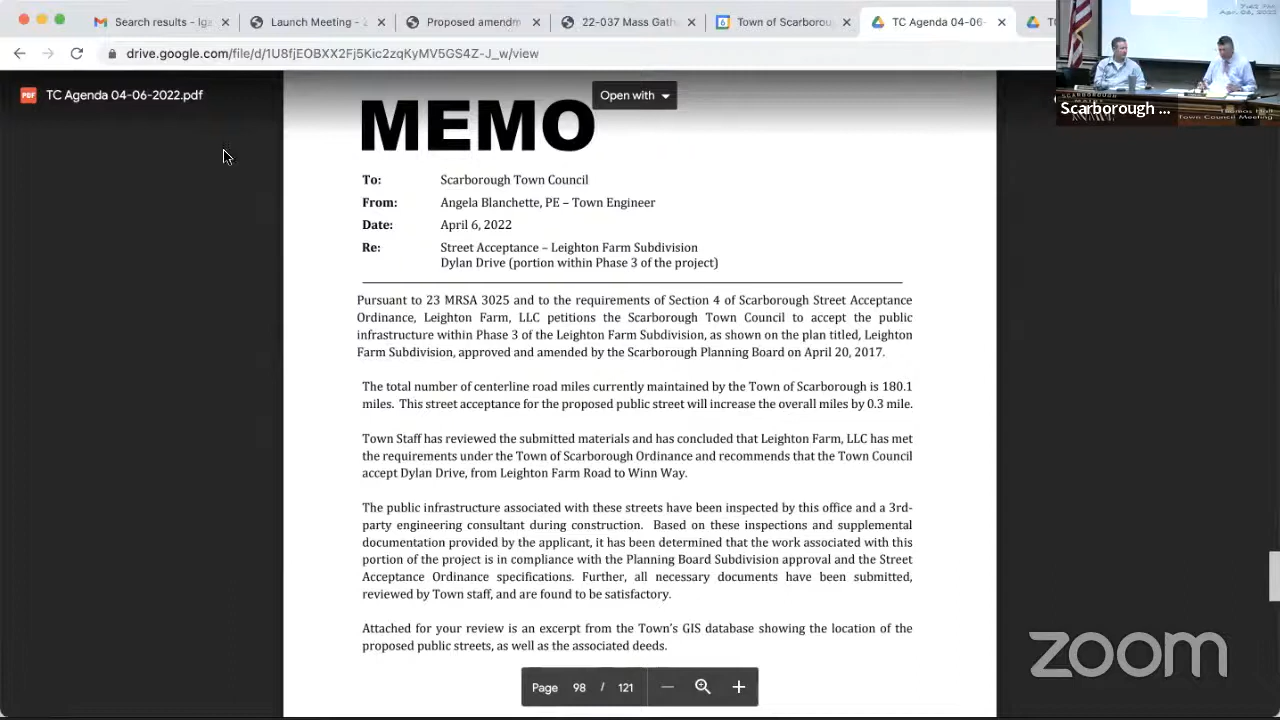 Search results - lga
Launch Meeting - Z
Proposed amendm
22-037 Mass Gath
Town of Scarborou
TC Agenda 04-06-
drive.google.com/file/d/1U8fjEOBXX2Fj5Kic2zqKyMV5GS4Z-J_w/view
TC Agenda 04-06-2022.pdf
Open with
Apr. 06, 2022
Scarborough ...
Town Council Meeting
MEMO
To: Scarborough Town Council
From: Angela Blanchette, PE – Town Engineer
Date: April 6, 2022
Re: Street Acceptance – Leighton Farm Subdivision
Dylan Drive (portion within Phase 3 of the project)
Pursuant to 23 MRSA 3025 and to the requirements of Section 4 of Scarborough Street Acceptance
Ordinance, Leighton Farm, LLC petitions the Scarborough Town Council to accept the public
infrastructure within Phase 3 of the Leighton Farm Subdivision, as shown on the plan titled, Leighton
Farm Subdivision, approved and amended by the Scarborough Planning Board on April 20, 2017.
The total number of centerline road miles currently maintained by the Town of Scarborough is 180.1
miles. This street acceptance for the proposed public street will increase the overall miles by 0.3 mile.
Town Staff has reviewed the submitted materials and has concluded that Leighton Farm, LLC has met
the requirements under the Town of Scarborough Ordinance and recommends that the Town Council
accept Dylan Drive, from Leighton Farm Road to Winn Way.
The public infrastructure associated with these streets have been inspected by this office and a 3rd-
party engineering consultant during construction. Based on these inspections and supplemental
documentation provided by the applicant, it has been determined that the work associated with this
portion of the project is in compliance with the Planning Board Subdivision approval and the Street
Acceptance Ordinance specifications. Further, all necessary documents have been submitted,
reviewed by Town staff, and are found to be satisfactory.
Attached for your review is an excerpt from the Town's GIS database showing the location of the
proposed public streets, as well as the associated deeds.
Page 98 / 121
zoom